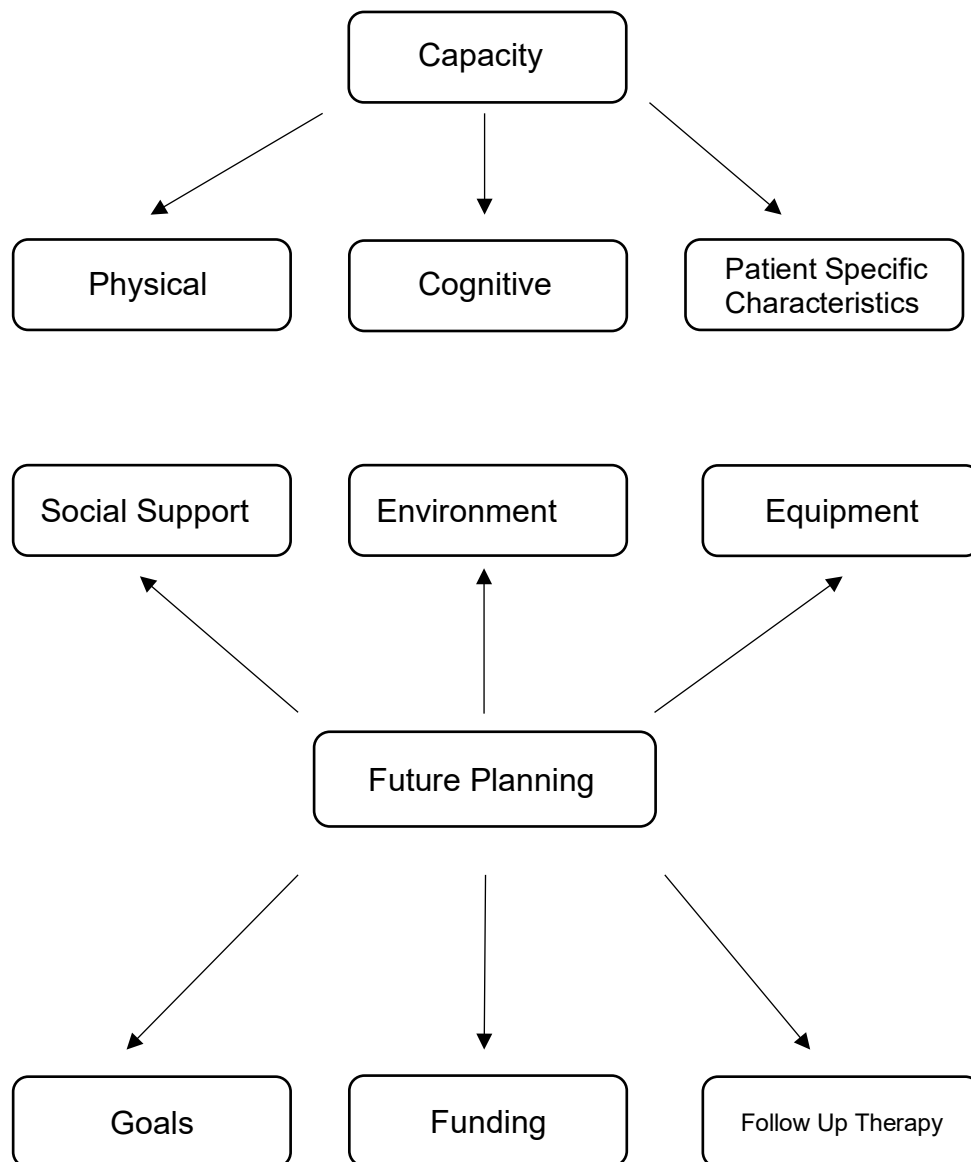 Capacity
Physical
Cognitive
Patient Specific
Characteristics
Social Support
Environment
Equipment
Future Planning
Goals
Funding
Follow Up Therapy